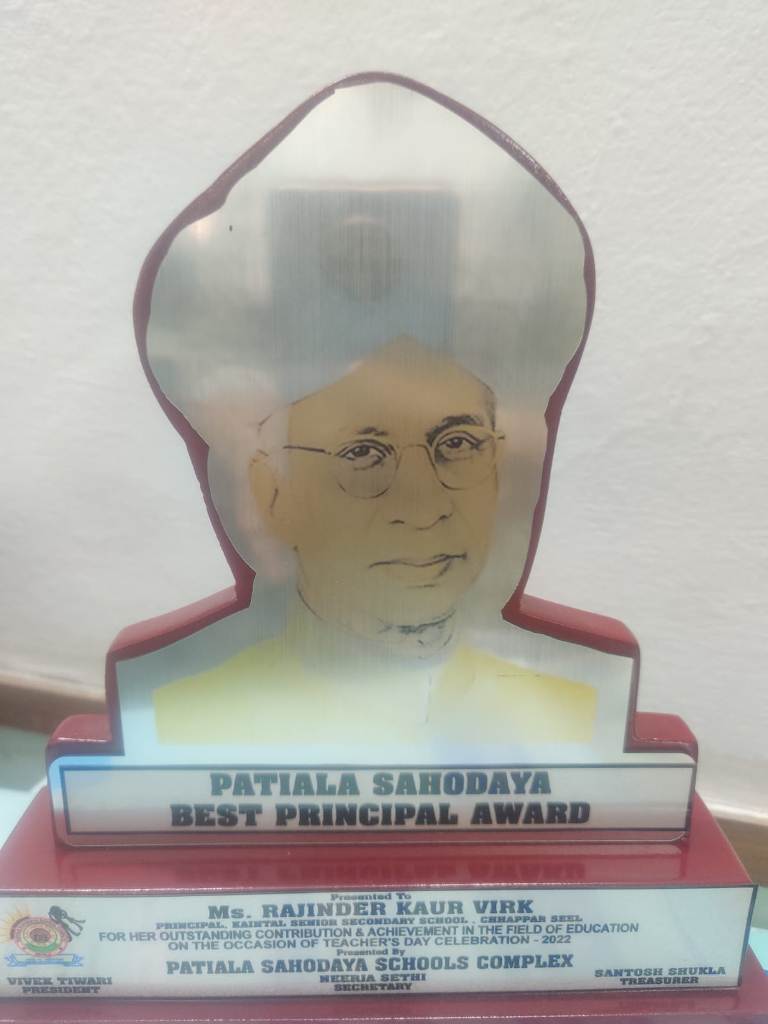 PATIALA SAHODAYA
BEST PRINCIPAL AWARD
Presented To
Ms. RAJINDER KAUR VIRK
PRINCIPAL, KAINTAL SENIOR SECONDARY SCHOOL, CHHAPPAR SEEL
FOR HER OUTSTANDING CONTRIBUTION & ACHIEVEMENT IN THE FIELD OF EDUCATION
ON THE OCCASION OF TEACHER'S DAY CELEBRATION - 2022
Presented By
PATIALA SAHODAYA SCHOOLS COMPLEX
VIVEK TIWARI
PRESIDENT
NEERJA SETHI
SECRETARY
SANTOSH SHUKLA
TREASURER